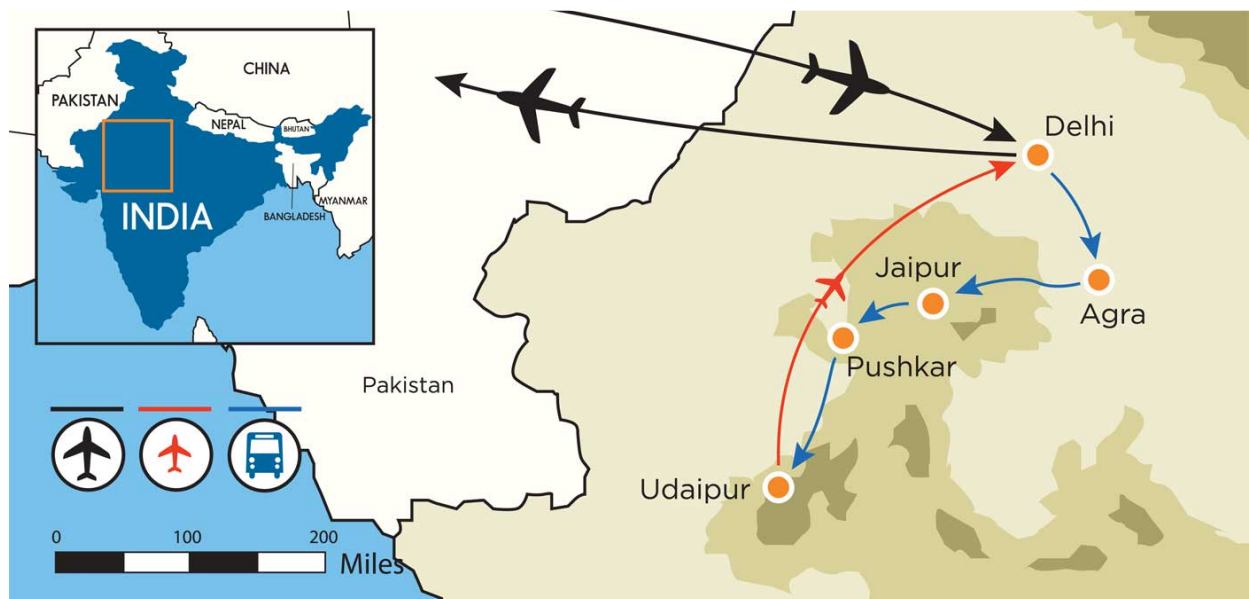 CHINA
PAKISTAN
NEPAL
BHUTAN
INDIA
BANGLADESH
MYANMAR
Delhi
Jaipur
Agra
Pushkar
Pakistan
Udaipur
0 100 200
Miles